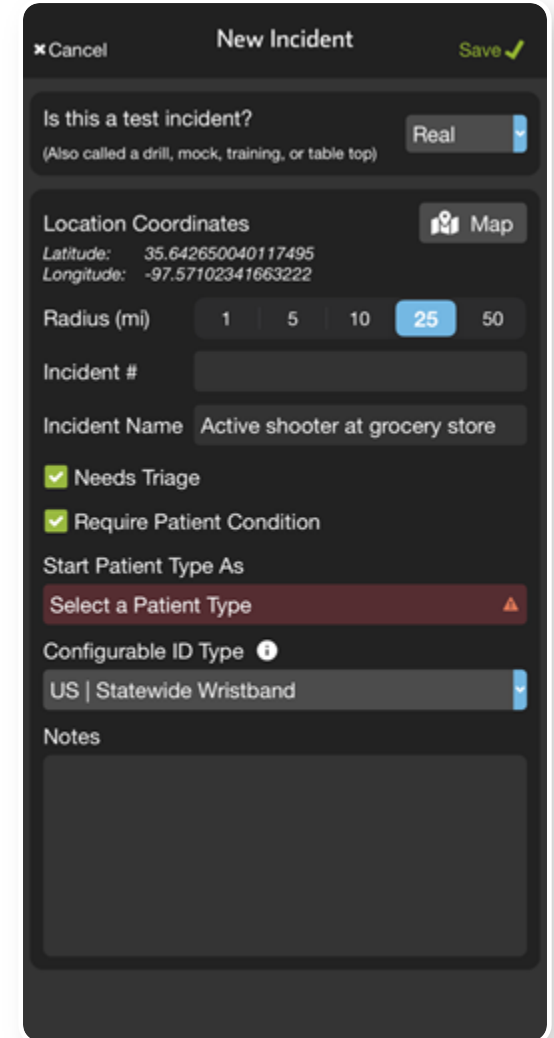 ✖Cancel New Incident Save✔
Is this a test incident? Real
(Also called a drill, mock, training, or table top)
Location Coordinates Map
Latitude: 35.642650040117495
Longitude: -97.57102341663222
Radius (mi) 1 5 10 25 50
Incident #
Incident Name Active shooter at grocery store
Needs Triage
Require Patient Condition
Start Patient Type As
Select a Patient Type
Configurable ID Type
US | Statewide Wristband
Notes